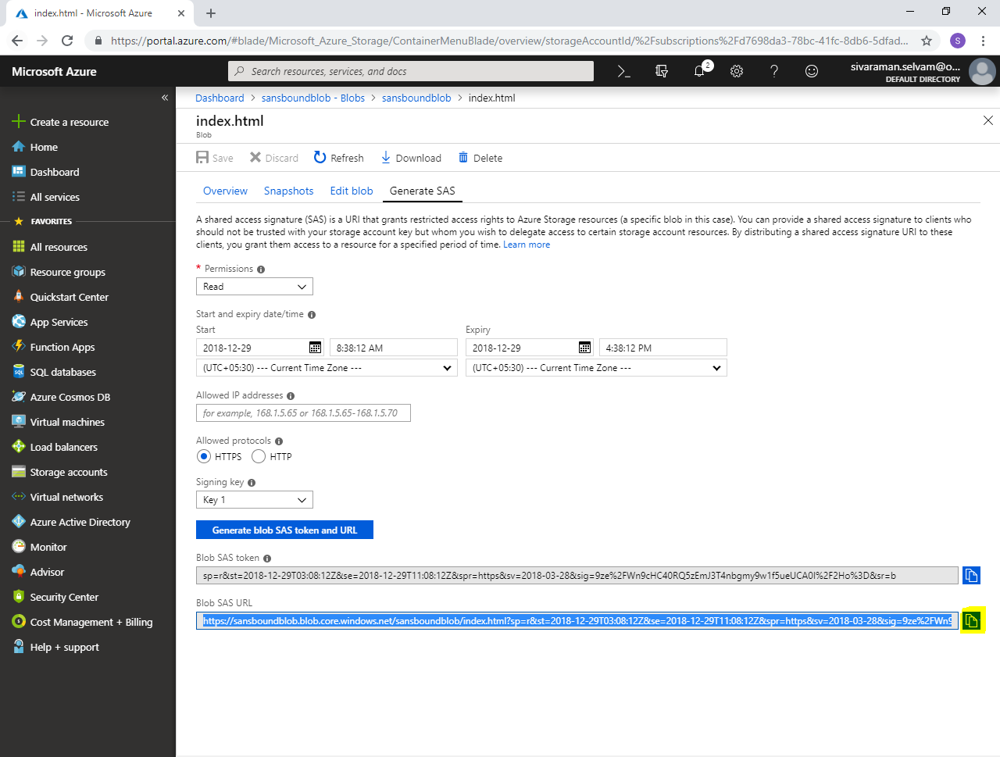 index.html - Microsoft Azure
https://portal.azure.com/#blade/Microsoft_Azure_Storage/ContainerMenuBlade/overview/storageAccountId/%2Fsubscriptions%2Fd7698da3-78bc-41fc-8db6-5dfad...
S
Microsoft Azure
Search resources, services, and docs
2
sivaraman.selvam@o...
DEFAULT DIRECTORY
Dashboard > sansboundblob - Blobs > sansboundblob > index.html
index.html
Blob
Save
Discard
Refresh
Download
Delete
Create a resource
Home
Dashboard
All services
FAVORITES
All resources
Resource groups
Quickstart Center
App Services
Function Apps
SQL databases
Azure Cosmos DB
Virtual machines
Load balancers
Storage accounts
Virtual networks
Azure Active Directory
Monitor
Advisor
Security Center
Cost Management + Billing
Help + support
Overview
Snapshots
Edit blob
Generate SAS
A shared access signature (SAS) is a URI that grants restricted access rights to Azure Storage resources (a specific blob in this case). You can provide a shared access signature to clients who
should not be trusted with your storage account key but whom you wish to delegate access to certain storage account resources. By distributing a shared access signature URI to these
clients, you grant them access to a resource for a specified period of time. Learn more
* Permissions
Read
Start and expiry date/time
Start
Expiry
2018-12-29
8:38:12 AM
2018-12-29
4:38:12 PM
(UTC+05:30) --- Current Time Zone ---
(UTC+05:30) --- Current Time Zone ---
Allowed IP addresses
for example, 168.1.5.65 or 168.1.5.65-168.1.5.70
Allowed protocols
HTTPS
HTTP
Signing key
Key 1
Generate blob SAS token and URL
Blob SAS token
sp=r&st=2018-12-29T03:08:12Z&se=2018-12-29T11:08:12Z&spr=https&sv=2018-03-28&sig=9ze%2FWn9cHC40RQ5zEmJ3T4nbgmy9w1f5ueUCA0I%2F2Ho%3D&sr=b
Blob SAS URL
https://sansboundblob.blob.core.windows.net/sansboundblob/index.html?sp=r&st=2018-12-29T03:08:12Z&se=2018-12-29T11:08:12Z&spr=https&sv=2018-03-28&sig=9ze%2FWn9